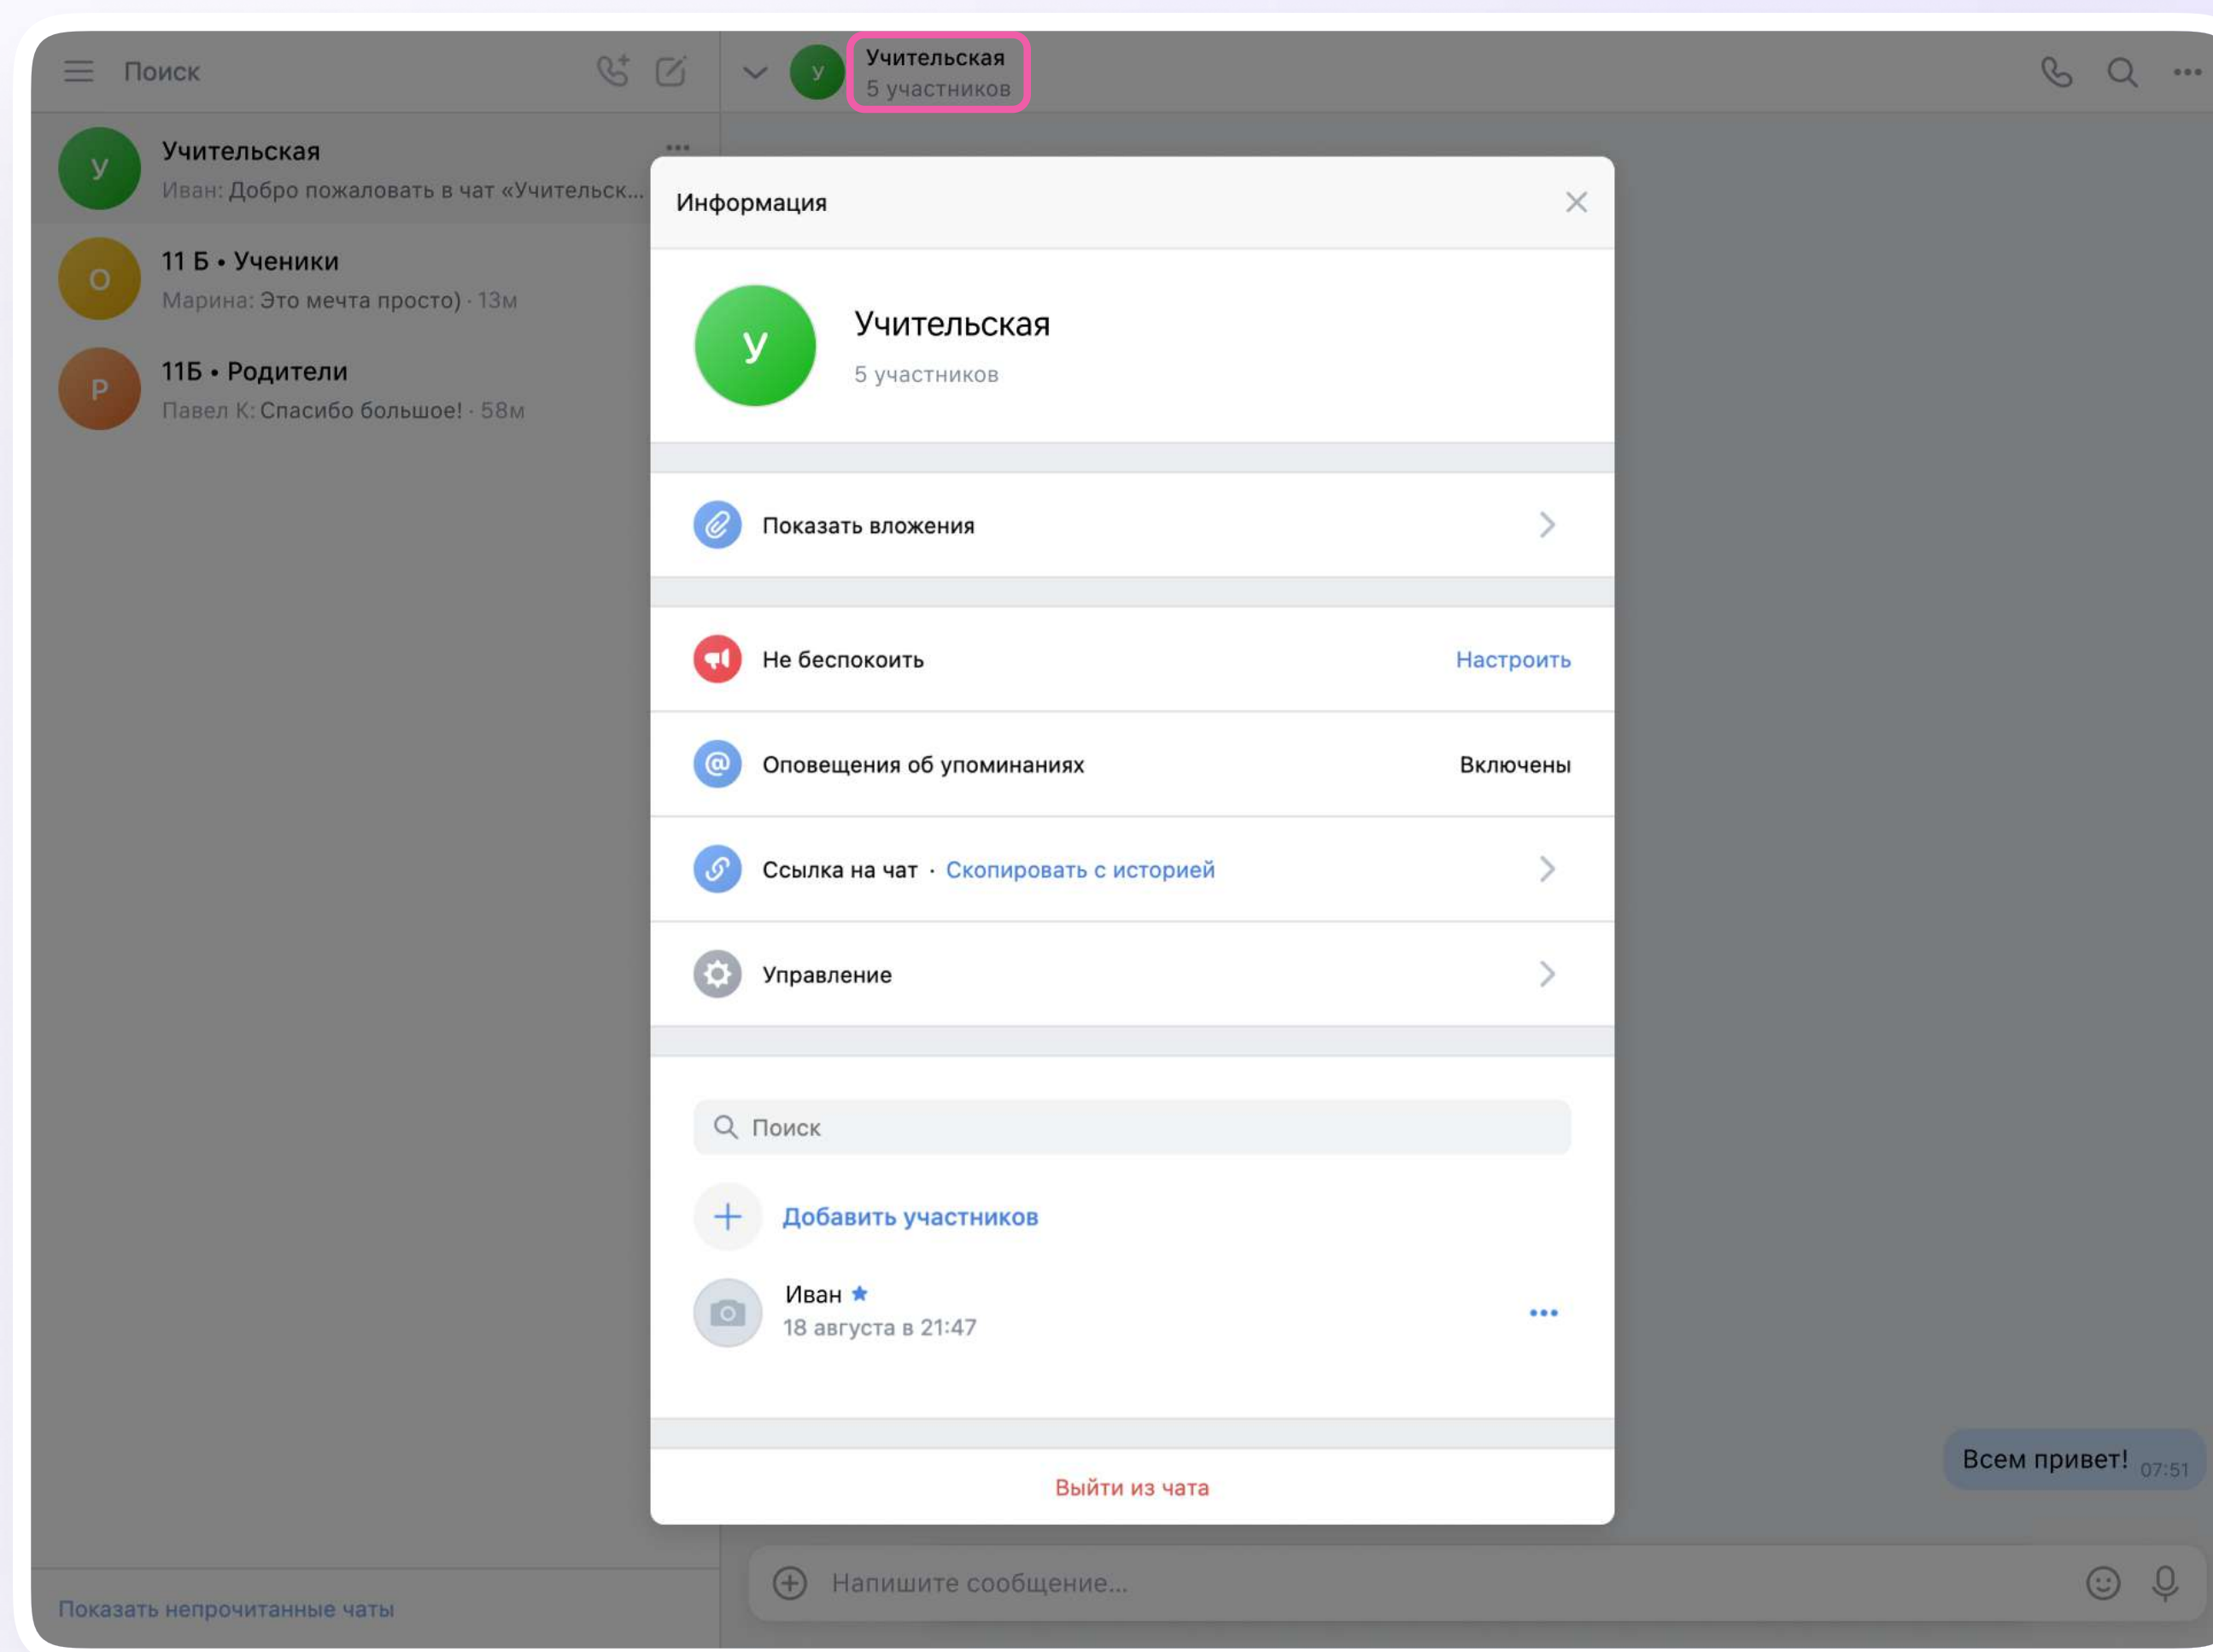 Поиск
Учительская
5 участников
У
У
Учительская
Иван: Добро пожаловать в чат «Учительск...
О
11 Б • Ученики
Марина: Это мечта просто) · 13м
Р
11Б • Родители
Павел К: Спасибо большое! · 58м
Показать непрочитанные чаты
Информация
У
Учительская
5 участников
Показать вложения
Не беспокоить
Настроить
Оповещения об упоминаниях
Включены
Ссылка на чат · Скопировать с историей
Управление
Поиск
Добавить участников
Иван
18 августа в 21:47
Выйти из чата
Всем привет! 07:51
Напишите сообщение...